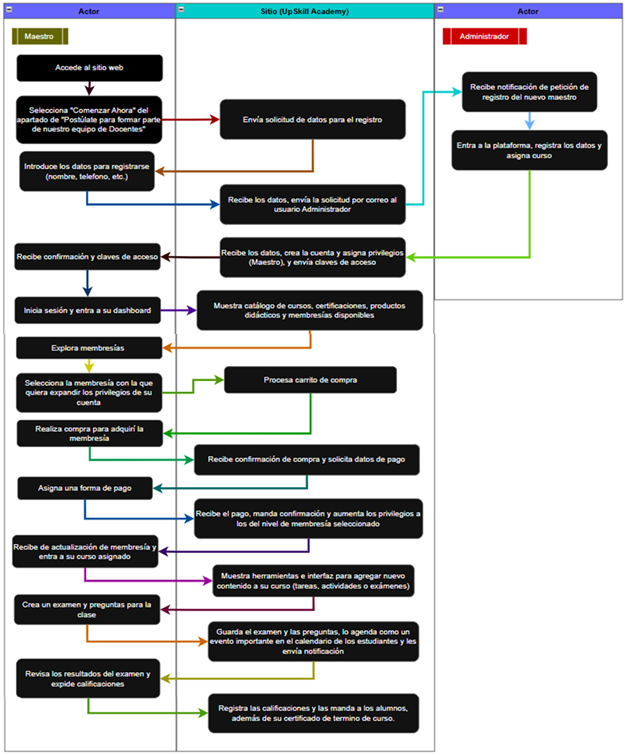 Actor
Sitio (UpSkill Academy)
Actor
Maestro
Administrador
Accede al sitio web
Selecciona "Comenzar Ahora" del
apartado de "Postúlate para formar parte
de nuestro equipo de Docentes"
Envía solicitud de datos para el registro
Recibe notificación de petición de
registro del nuevo maestro
Entra a la plataforma, registra los datos y
asigna curso
Introduce los datos para registrarse
(nombre, telefono, etc.)
Recibe los datos, envía la solicitud por correo al
usuario Administrador
Recibe los datos, crea la cuenta y asigna privilegios
(Maestro), y envía claves de acceso
Recibe confirmación y claves de acceso
Inicia sesión y entra a su dashboard
Muestra catálogo de cursos, certificaciones, productos
didácticos y membresías disponibles
Explora membresías
Selecciona la membresía con la que
quiera expandir los privilegios de su
cuenta
Procesa carrito de compra
Realiza compra para adquirí la
membresía
Recibe confirmación de compra y solicita datos de pago
Asigna una forma de pago
Recibe el pago, manda confirmación y aumenta los privilegios a
los del nivel de membresía seleccionado
Recibe de actualización de membresía y
entra a su curso asignado
Muestra herramientas e interfaz para agregar nuevo
contenido a su curso (tareas, actividades o exámenes)
Crea un examen y preguntas para la
clase
Guarda el examen y las preguntas, lo agenda como un
evento importante en el calendario de los estudiantes y les
envía notificación
Revisa los resultados del examen y
expide calificaciones
Registra las calificaciones y las manda a los alumnos,
además de su certificado de termino de curso.